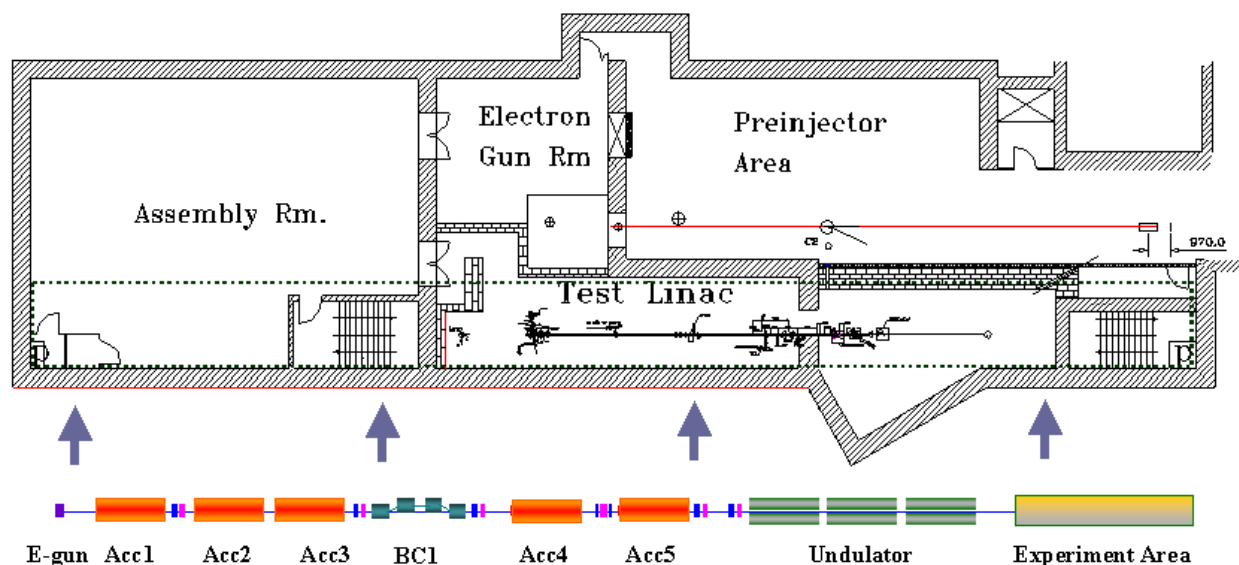 Electron
Gun Rm
Preinjector
Area
Assembly Rm.
970.0
Test Linac
p
p
E-gun Acc1 Acc2 Acc3 BC1 Acc4 Acc5 Undulator Experiment Area